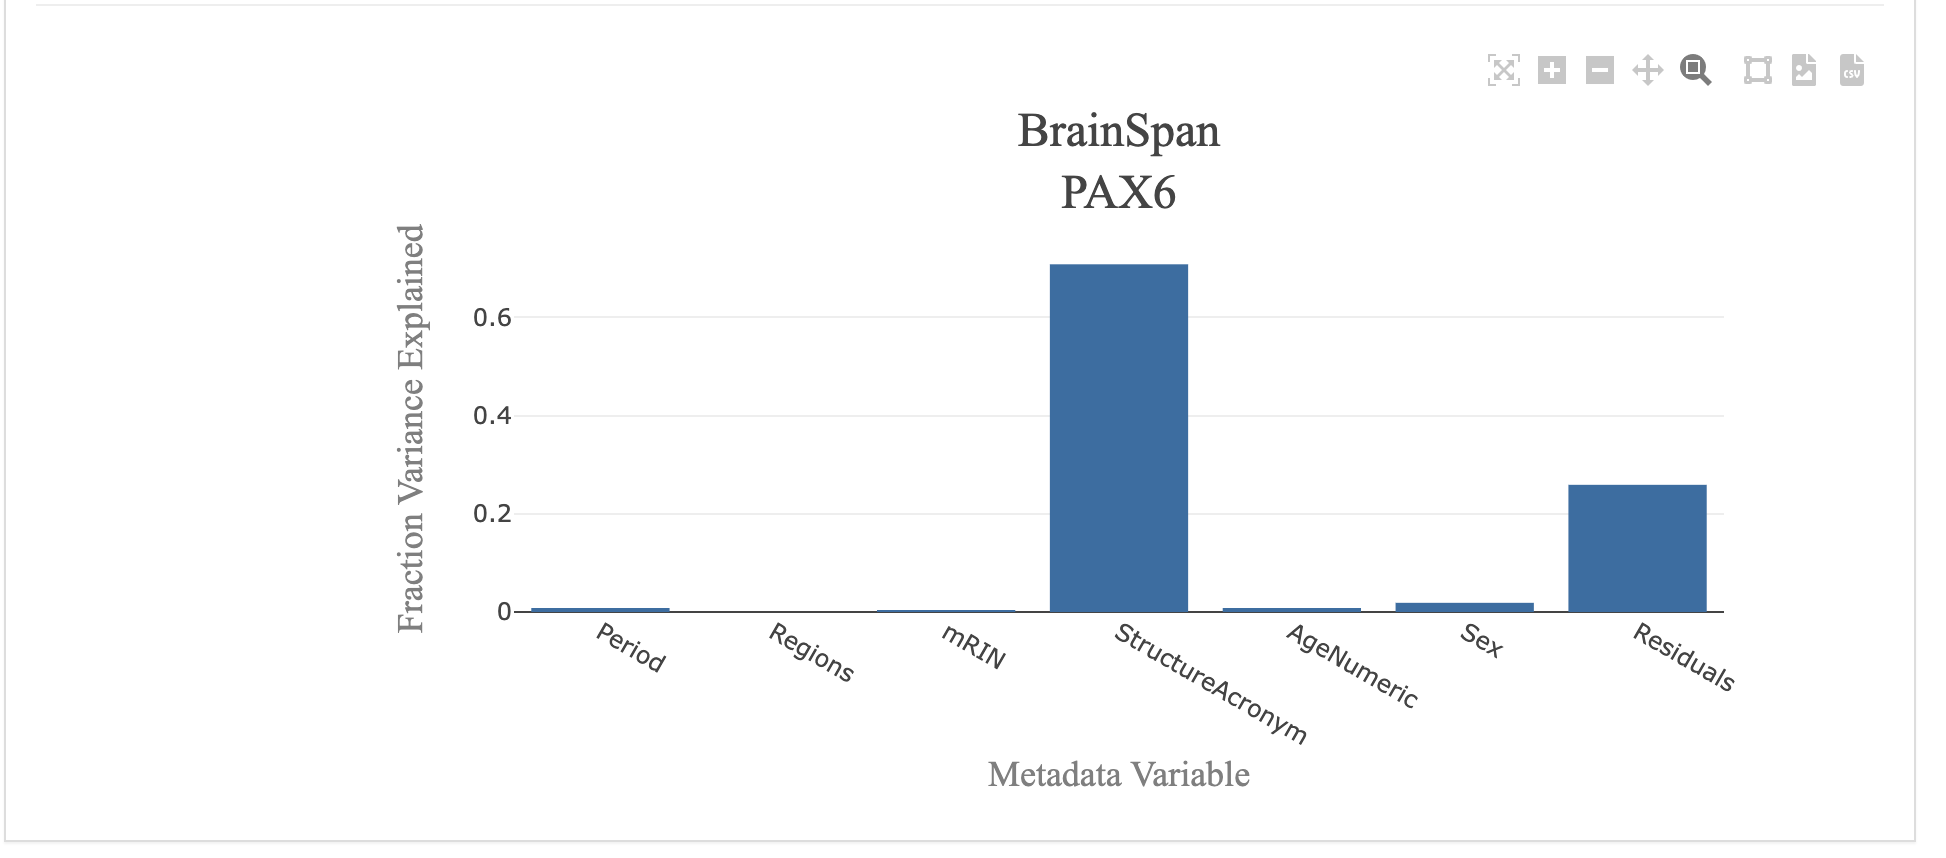 CSV
BrainSpan
PAX6
Fraction Variance Explained
0.6
0.4
0.2
0
Period
Regions
mRIN
StructureAcronym
AgeNumeric
Sex
Residuals
Metadata Variable